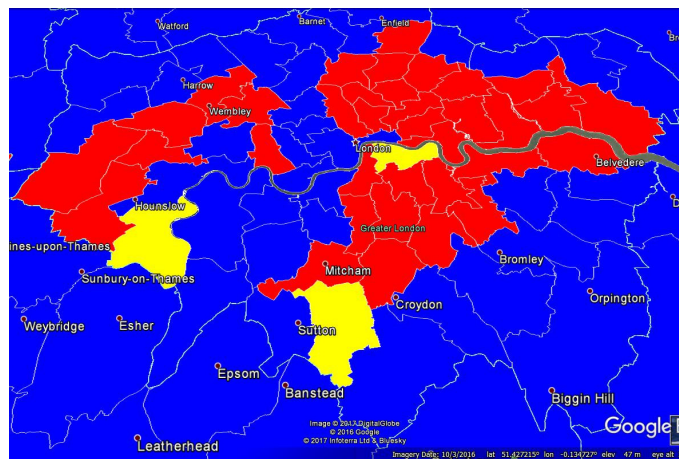 Watford
Barnet
Enfield
Harrow
Wembley
London
Belvedere
Hounslow
Greater London
ines-upon-Thames
Mitcham
Bromley
Sunbury-on-Thames
Croydon
Orpington
Weybridge
Esher
Sutton
Epsom
Banstead
Biggin Hill
Image © 2017 DigitalGlobe
© 2016 Google
© 2017 Infoterra Ltd & Bluesky
Google
Leatherhead
Imagery Date: 10/3/2016 lat 51.427215° lon -0.134727° elev 47 m eye alt